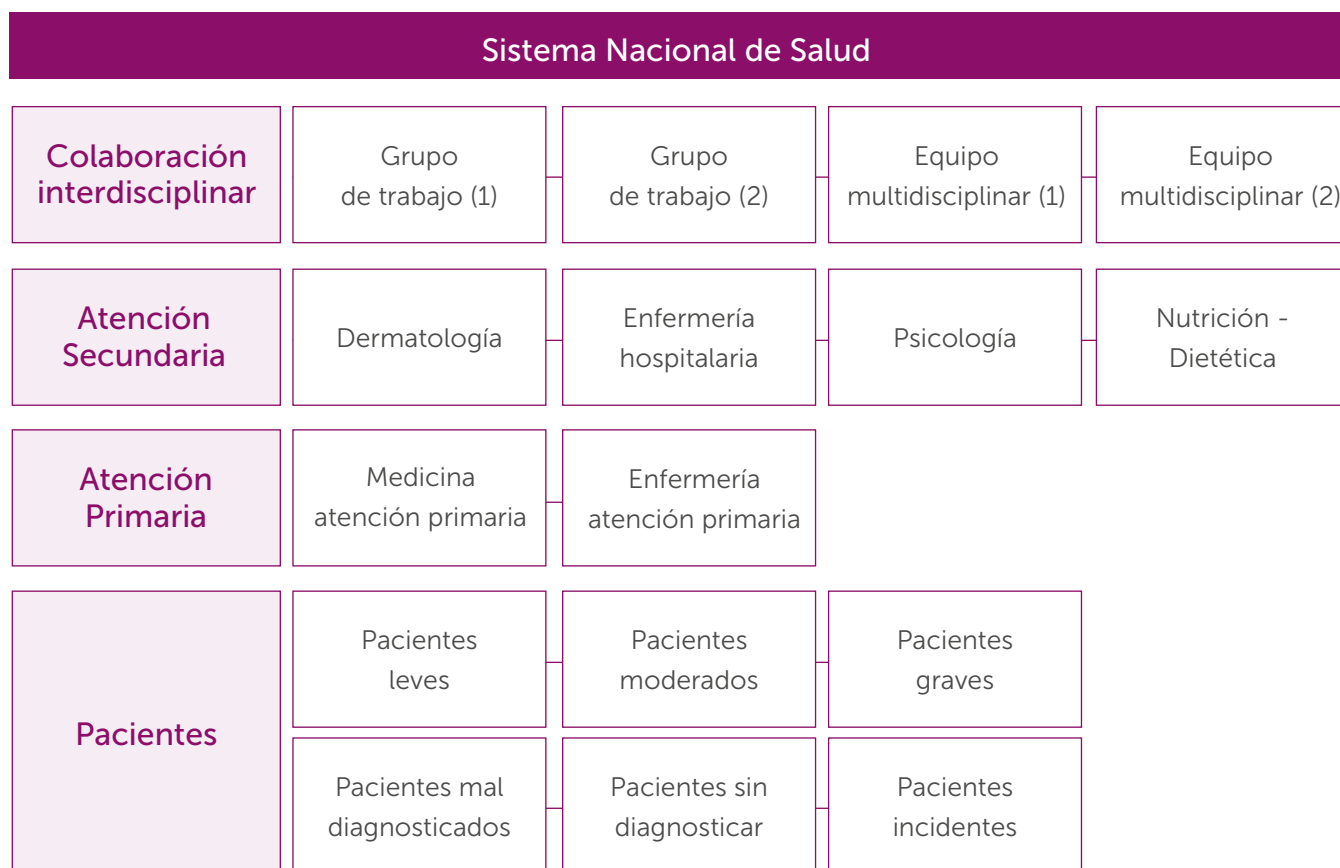 Sistema Nacional de Salud
Colaboración
interdisciplinar
Grupo
de trabajo (1)
Grupo
de trabajo (2)
Equipo
multidisciplinar (1)
Equipo
multidisciplinar (2)
Atención
Secundaria
Dermatología
Enfermería
hospitalaria
Psicología
Nutrición -
Dietética
Atención
Primaria
Medicina
atención primaria
Enfermería
atención primaria
Pacientes
Pacientes
leves
Pacientes
moderados
Pacientes
graves
Pacientes mal
diagnosticados
Pacientes sin
diagnosticar
Pacientes
incidentes